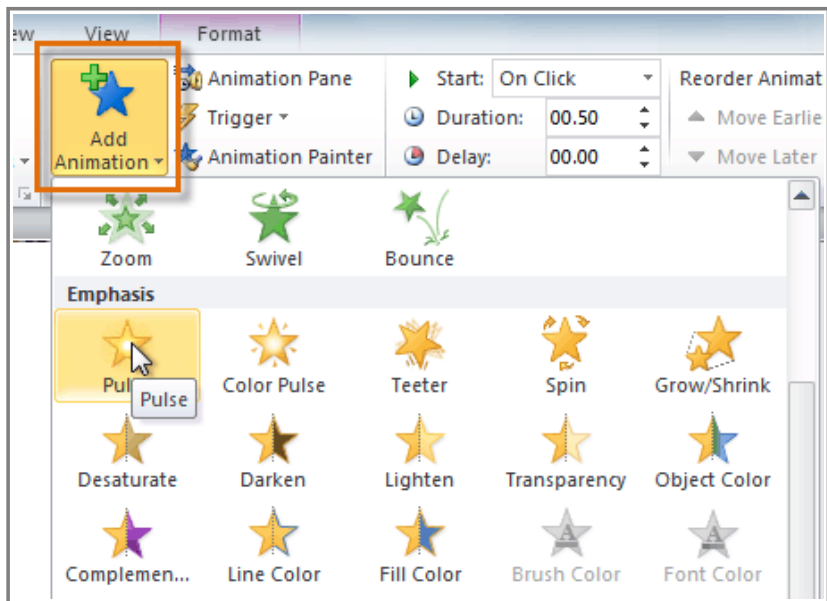 ew View Format
Animation Pane Start: On Click Reorder Animat
Add Trigger Duration: 00.50 Move Earlie
Animation Animation Painter Delay: 00.00 Move Later
Zoom Swivel Bounce
Emphasis
Pul Color Pulse Teeter Spin Grow/Shrink
Pulse
Desaturate Darken Lighten Transparency Object Color
Complemen... Line Color Fill Color Brush Color Font Color